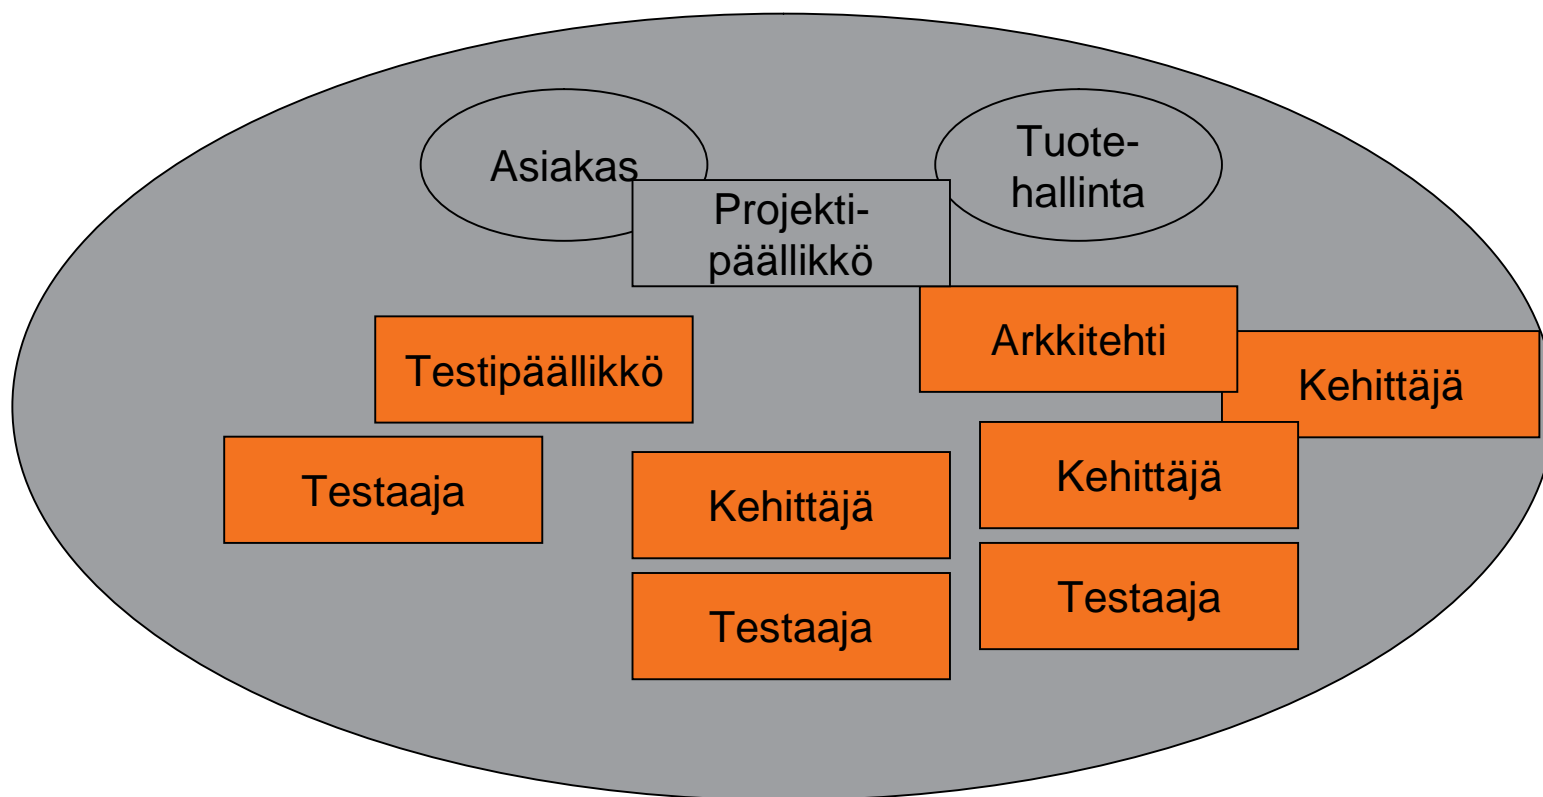 Asiakas
Tuote-
hallinta
Projekti-
päällikkö
Arkkitehti
Testipäällikkö
Kehittäjä
Testaaja
Kehittäjä
Kehittäjä
Testaaja
Testaaja